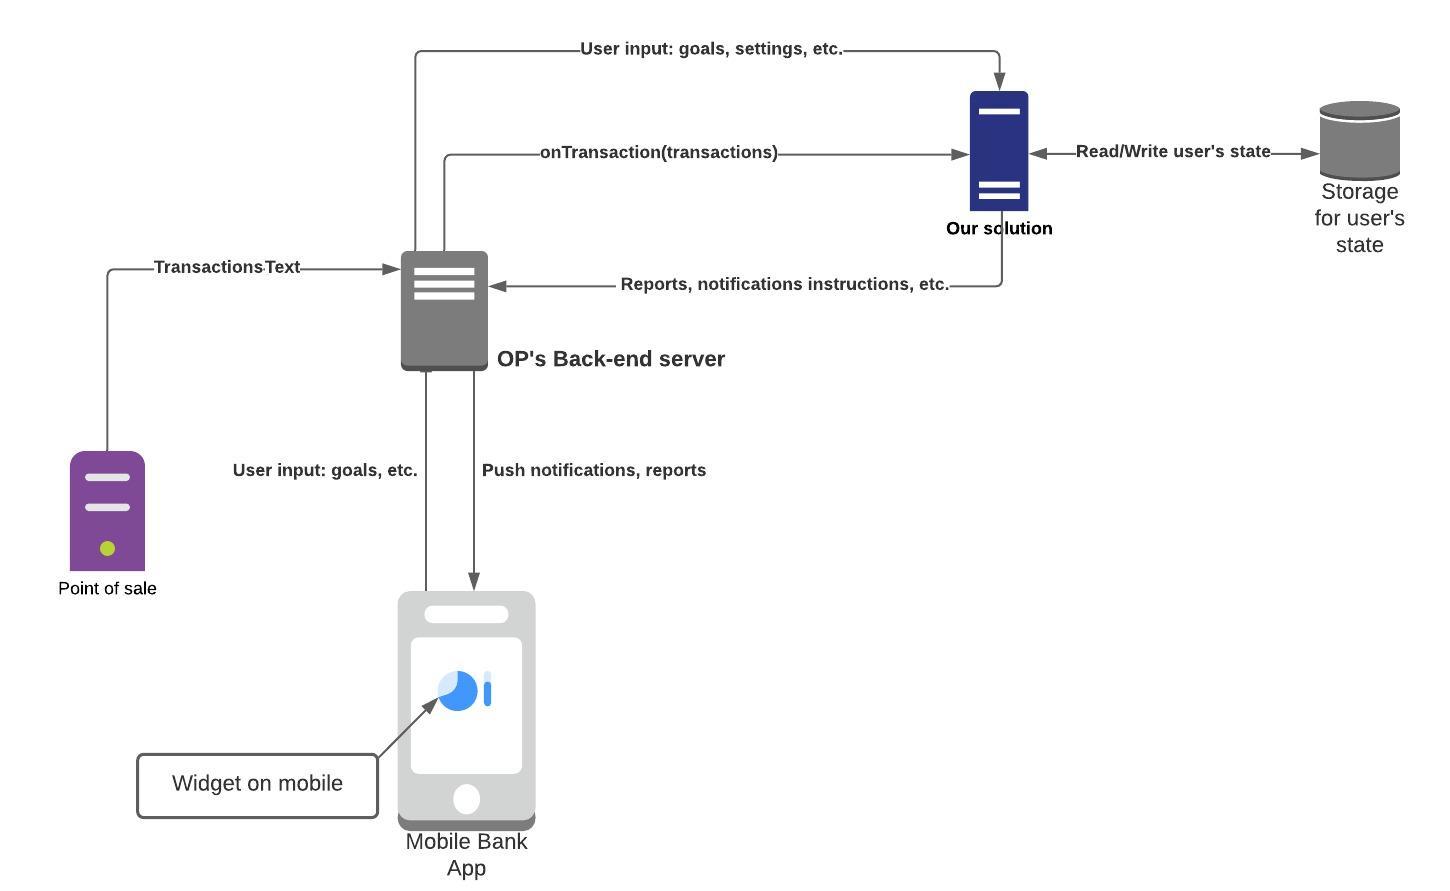 User input: goals, settings, etc.
onTransaction(transactions)
Read/Write user's state
Storage
for user's
state
Our solution
TransactionsText
Reports, notifications instructions, etc.
OP's Back-end server
User input: goals, etc.
Push notifications, reports
Point of sale
Widget on mobile
Mobile Bank
App